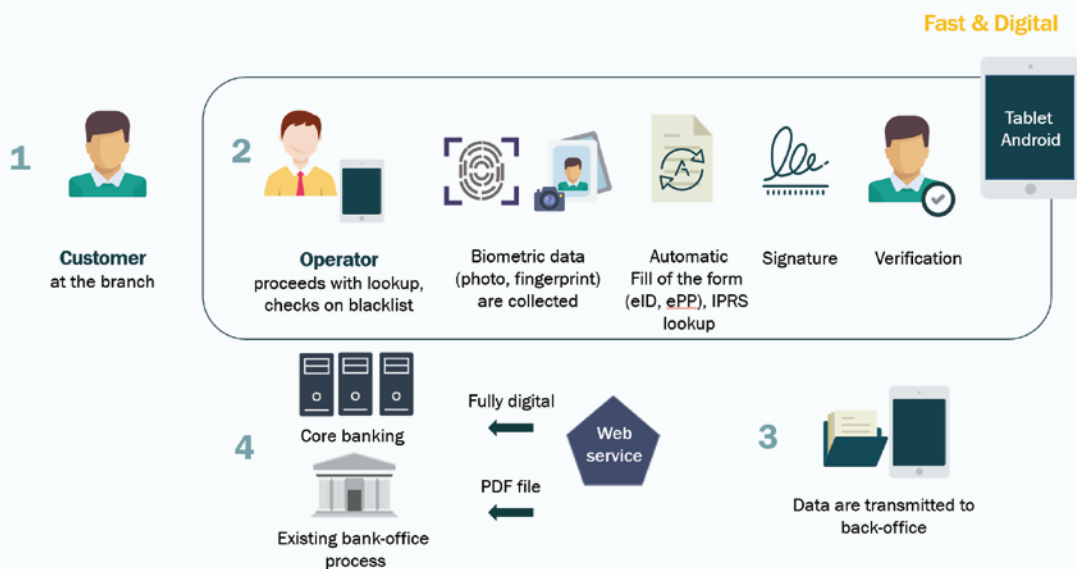 Fast & Digital
Tablet
Android
1
Customer
at the branch
2
Operator
proceeds with lookup,
checks on blacklist
Biometric data
(photo, fingerprint)
are collected
A
Automatic
Fill of the form
(eID, ePP), IPRS
lookup
Signature
Verification
3
Data are transmitted to
back-office
Web
service
Fully digital
PDF file
4
Core banking
Existing bank-office
process